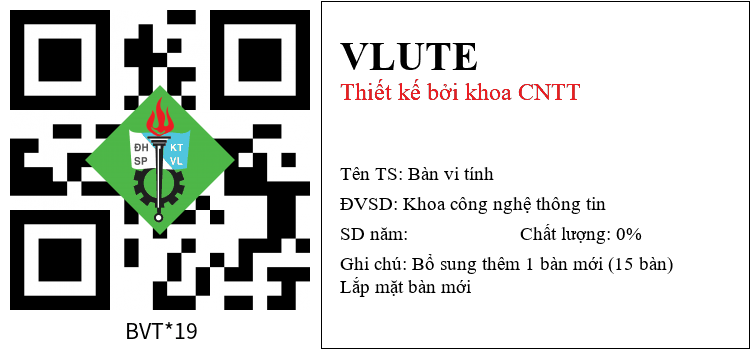 ĐH KT
SP VL
BVT*19
VLUTE
Thiết kế bởi khoa CNTT
Tên TS: Bàn vi tính
ĐVSD: Khoa công nghệ thông tin
SD năm: Chất lượng: 0%
Ghi chú: Bổ sung thêm 1 bàn mới (15 bàn)
Lắp mặt bàn mới